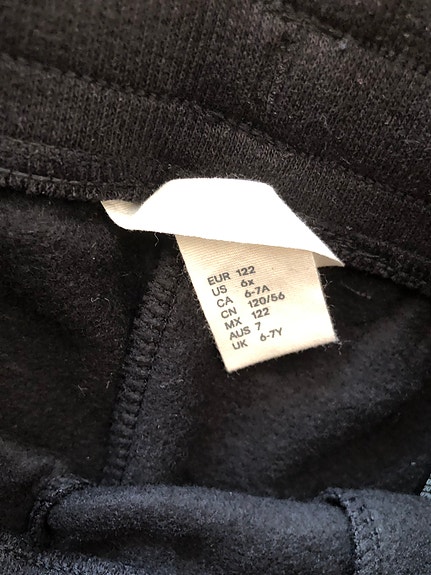 EUR 122
US 6x
CA 6-7A
CN 120/56
MX 122
AUS 7
UK 6-7Y